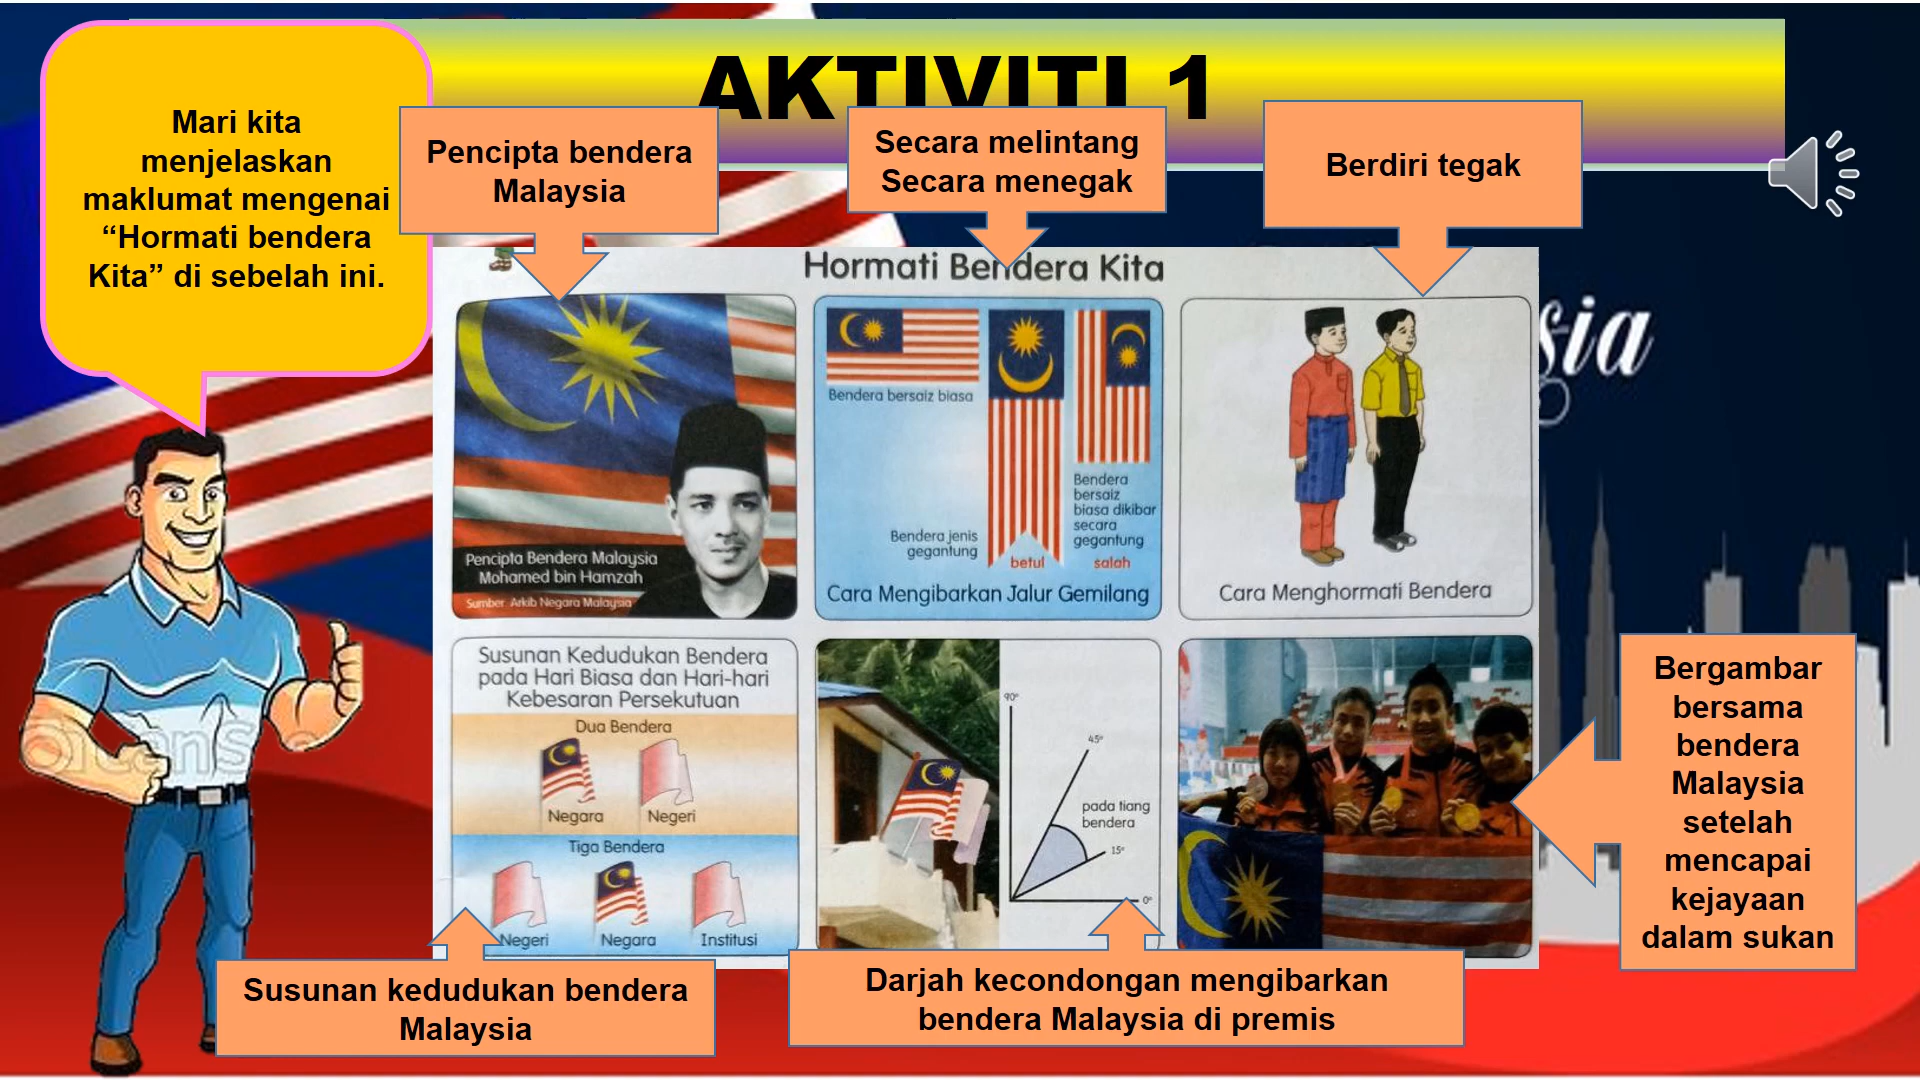 AKTIVITI 1
Mari kita
menjelaskan
maklumat mengenai
“Hormati bendera
Kita” di sebelah ini.
Pencipta bendera
Malaysia
Secara melintang
Secara menegak
Berdiri tegak
Hormati Bendera Kita
Pencipta Bendera Malaysia
Mohamed bin Hamzah
Sumber: Arkib Negara Malaysia
Bendera bersaiz biasa
Bendera jenis
gegantung
betul
Bendera
bersaiz
biasa dikibar
secara
gegantung
salah
Cara Mengibarkan Jalur Gemilang
Cara Menghormati Bendera
Susunan Kedudukan Bendera
pada Hari Biasa dan Hari-hari
Kebesaran Persekutuan
Dua Bendera
Negara
Negeri
Tiga Bendera
Negeri
Negara
Institusi
90°
45°
pada tiang
bendera
15°
0°
Bergambar
bersama
bendera
Malaysia
setelah
mencapai
kejayaan
dalam sukan
Susunan kedudukan bendera
Malaysia
Darjah kecondongan mengibarkan
bendera Malaysia di premis
sia